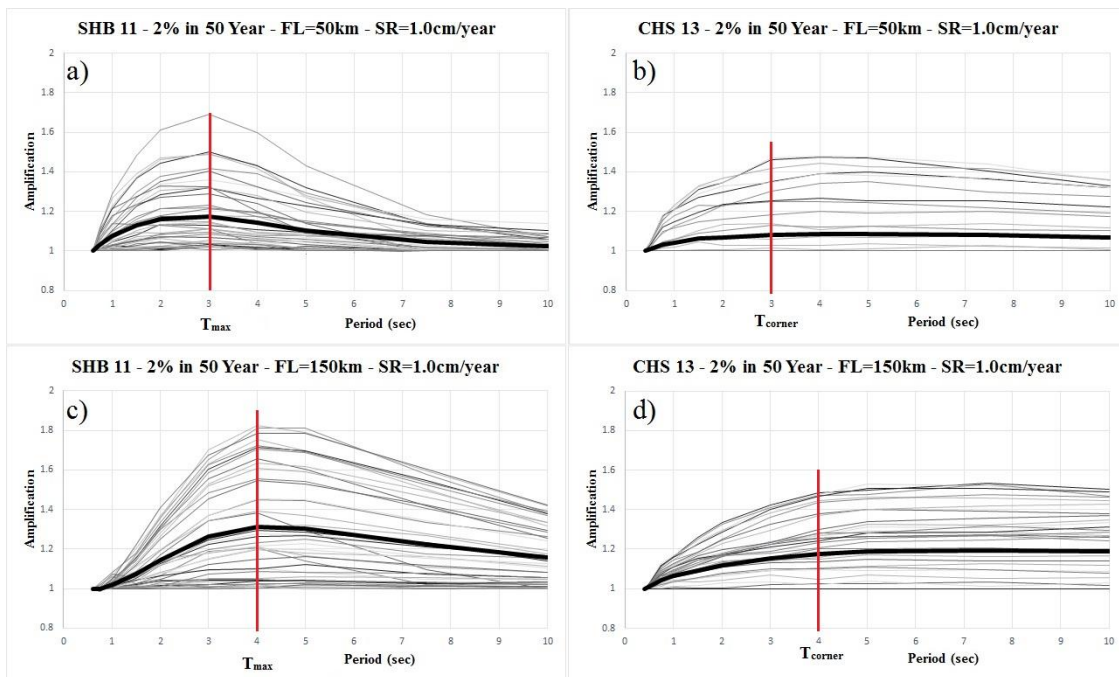 SHB 11 - 2% in 50 Year - FL=50km - SR=1.0cm/year
a)
Amplification
2
1.8
1.6
1.4
1.2
1
0.8
0 1 2 3 4 5 6 7 8 9 10
Tmax Period (sec)
CHS 13 - 2% in 50 Year - FL=50km - SR=1.0cm/year
b)
Amplification
2
1.8
1.6
1.4
1.2
1
0.8
0 1 2 3 4 5 6 7 8 9 10
Tcorner Period (sec)
SHB 11 - 2% in 50 Year - FL=150km - SR=1.0cm/year
c)
Amplification
2
1.8
1.6
1.4
1.2
1
0.8
0 1 2 3 4 5 6 7 8 9 10
Tmax Period (sec)
CHS 13 - 2% in 50 Year - FL=150km - SR=1.0cm/year
d)
Amplification
2
1.8
1.6
1.4
1.2
1
0.8
0 1 2 3 4 5 6 7 8 9 10
Tcorner Period (sec)